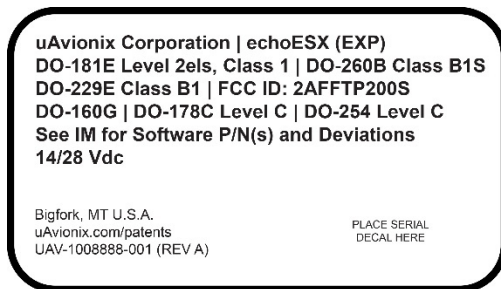 uAvionix Corporation | echoESX (EXP)
DO-181E Level 2els, Class 1 | DO-260B Class B1S
DO-229E Class B1 | FCC ID: 2AFFTP200S
DO-160G | DO-178C Level C | DO-254 Level C
See IM for Software P/N(s) and Deviations
14/28 Vdc
Bigfork, MT U.S.A.
uAvionix.com/patents
UAV-1008888-001 (REV A)
PLACE SERIAL
DECAL HERE